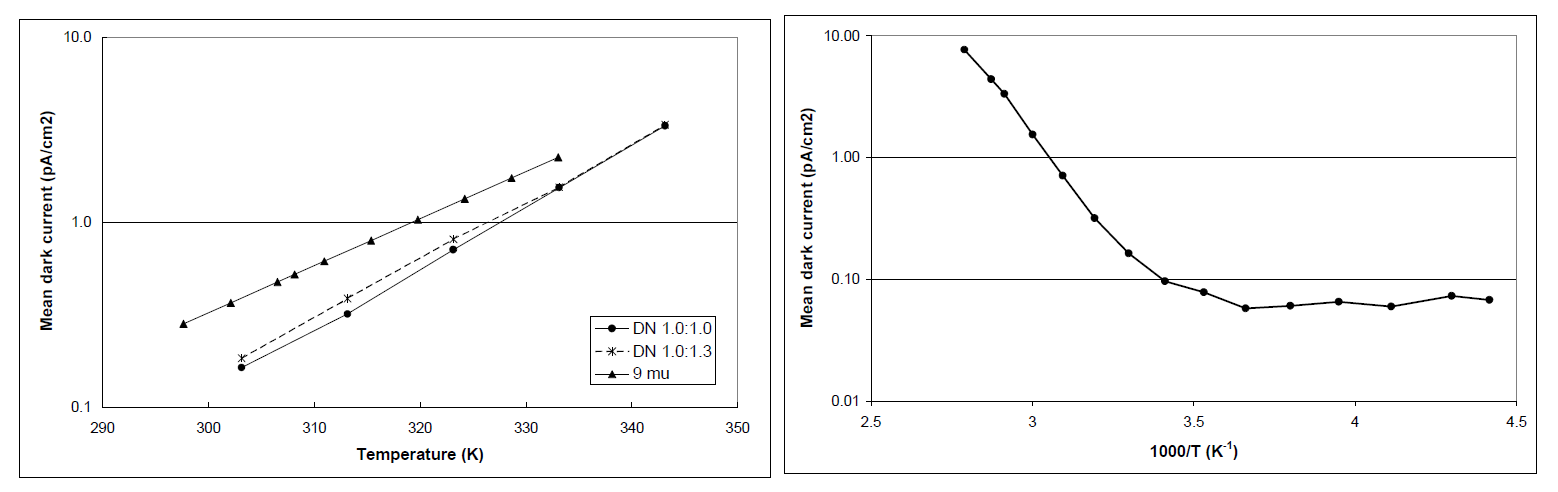 10.0
1.0
0.1
Mean dark current (pA/cm2)
290 300 310 320 330 340 350
Temperature (K)
DN 1.0:1.0
DN 1.0:1.3
9 mu
10.00
1.00
0.10
0.01
Mean dark current (pA/cm2)
2.5 3 3.5 4 4.5
1000/T (K-1)